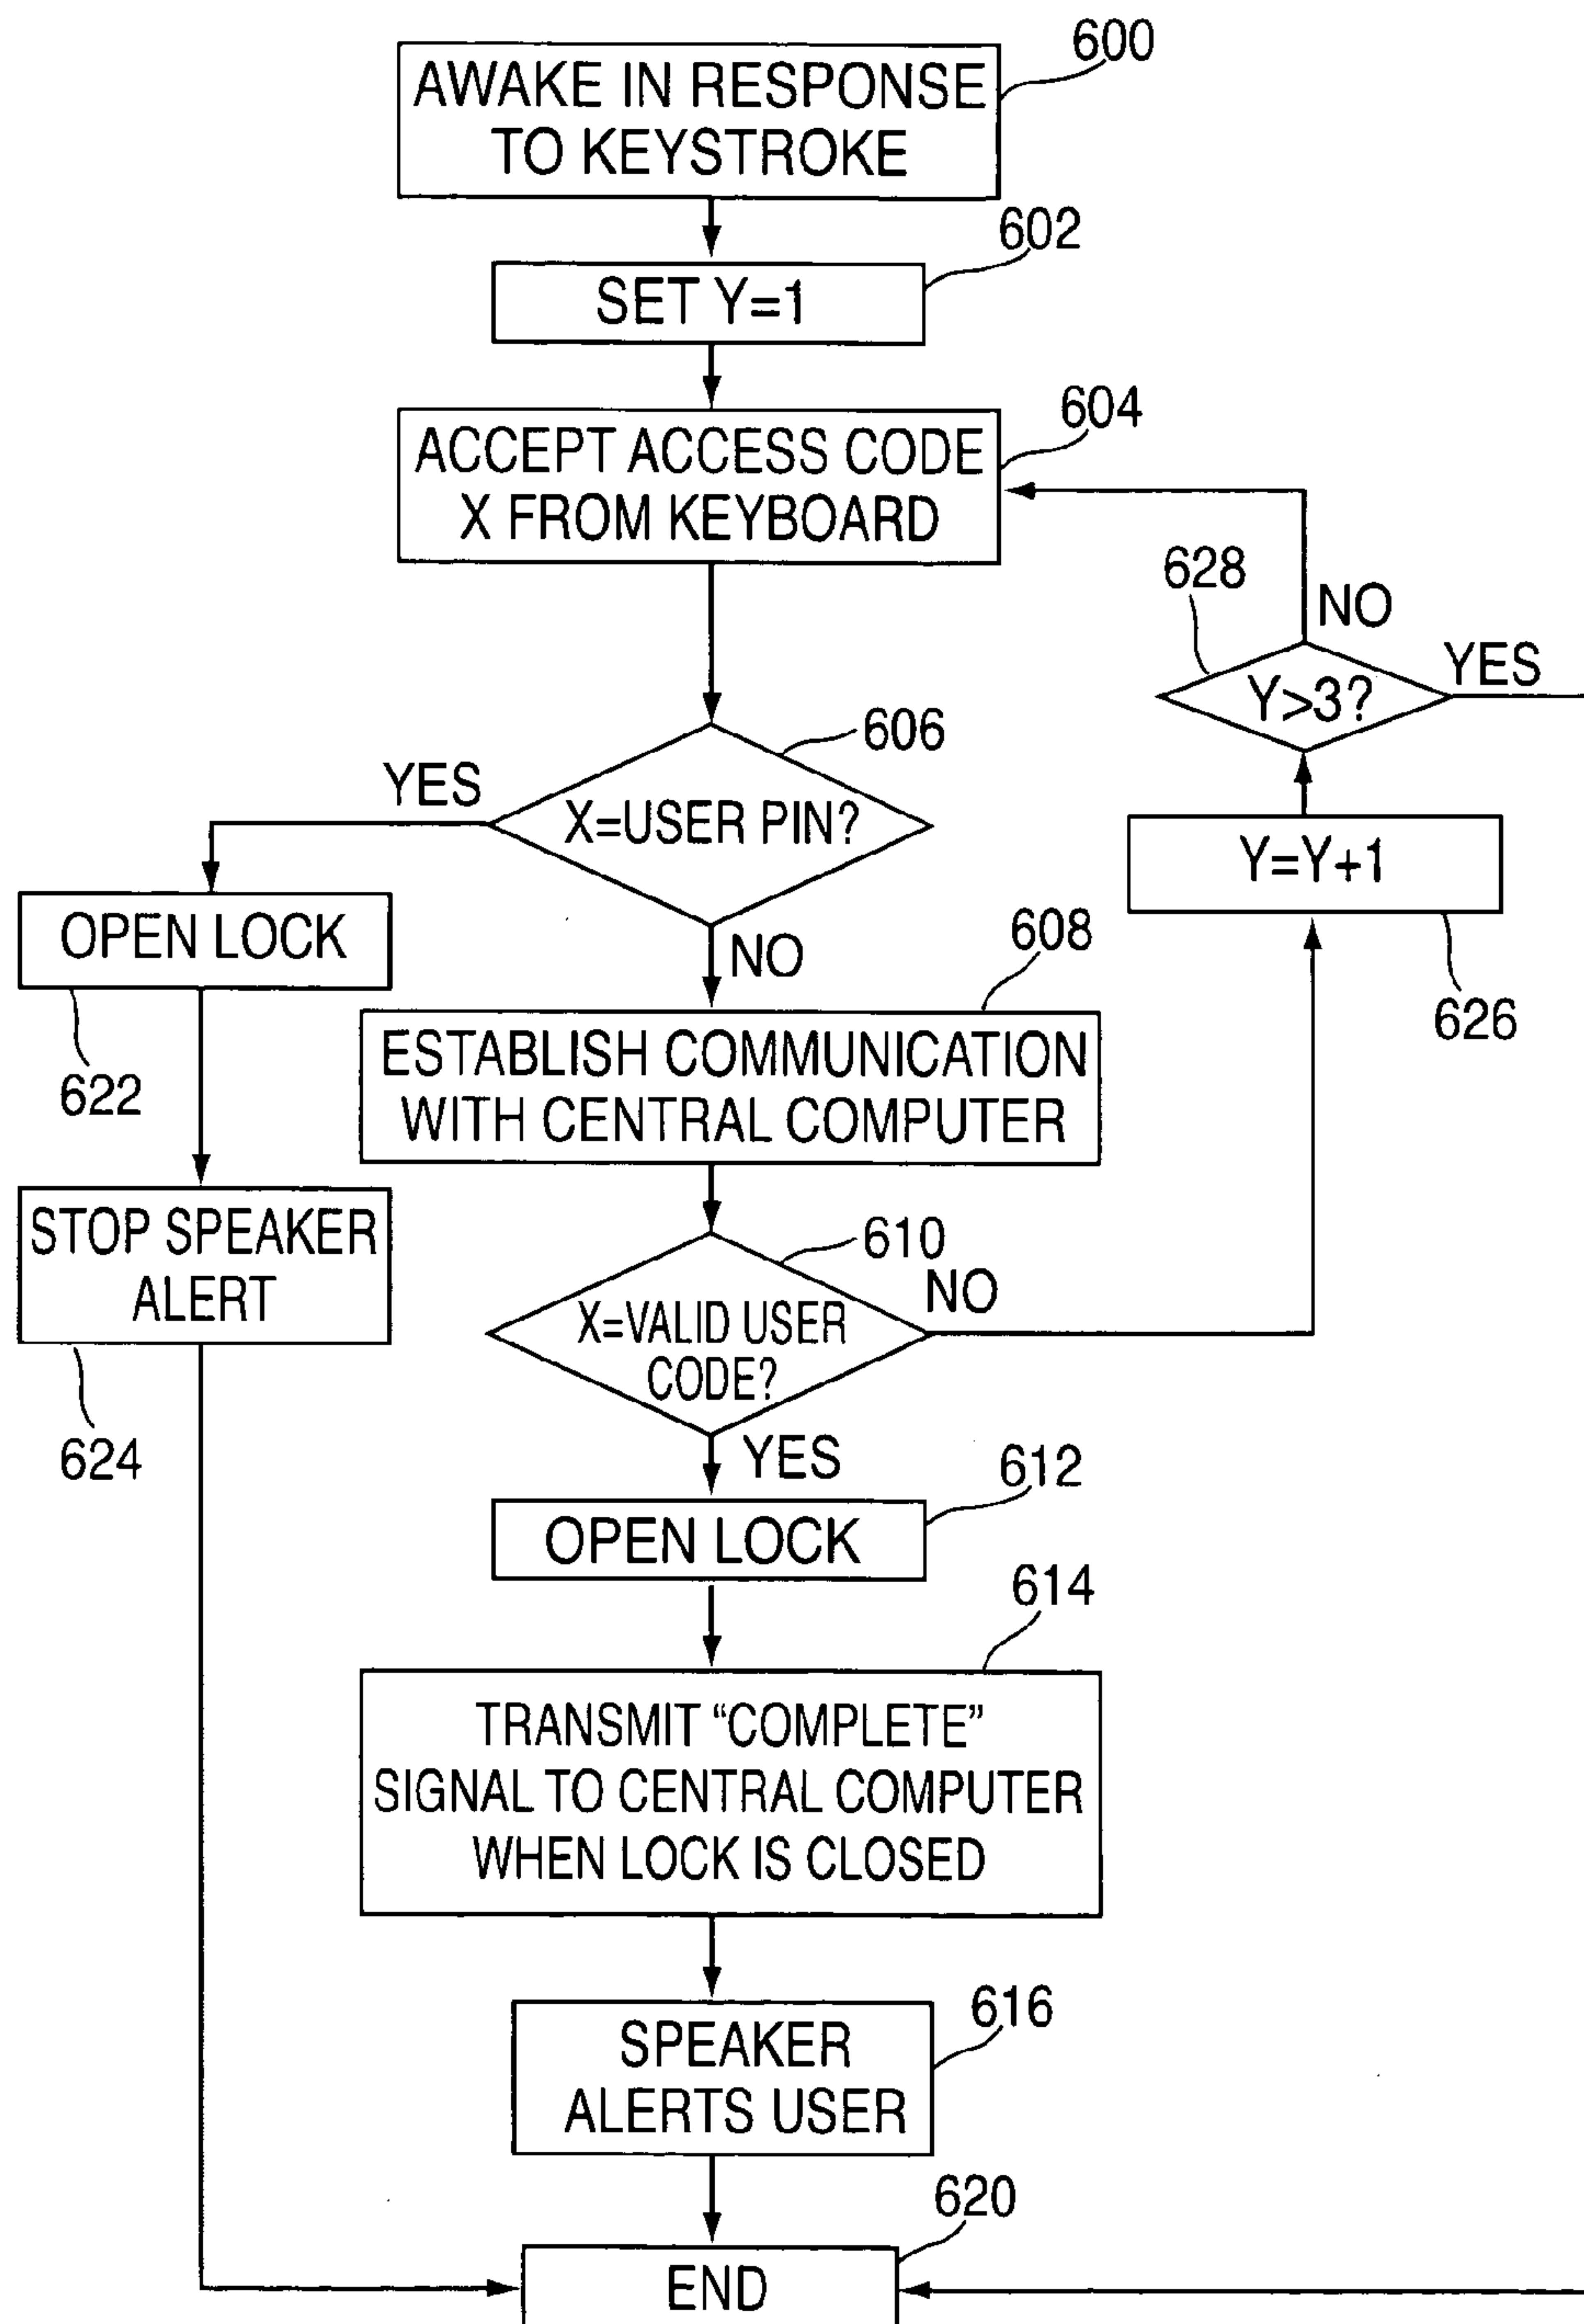 600
AWAKE IN RESPONSE
TO KEYSTROKE
602
SET Y=1
604
ACCEPT ACCESS CODE
X FROM KEYBOARD
628
NO
YES
Y>3?
606
YES
X=USER PIN?
Y=Y+1
626
OPEN LOCK
622
NO
608
ESTABLISH COMMUNICATION
WITH CENTRAL COMPUTER
STOP SPEAKER
ALERT
624
610
NO
X=VALID USER
CODE?
YES
612
OPEN LOCK
614
TRANSMIT “COMPLETE”
SIGNAL TO CENTRAL COMPUTER
WHEN LOCK IS CLOSED
616
SPEAKER
ALERTS USER
620
END